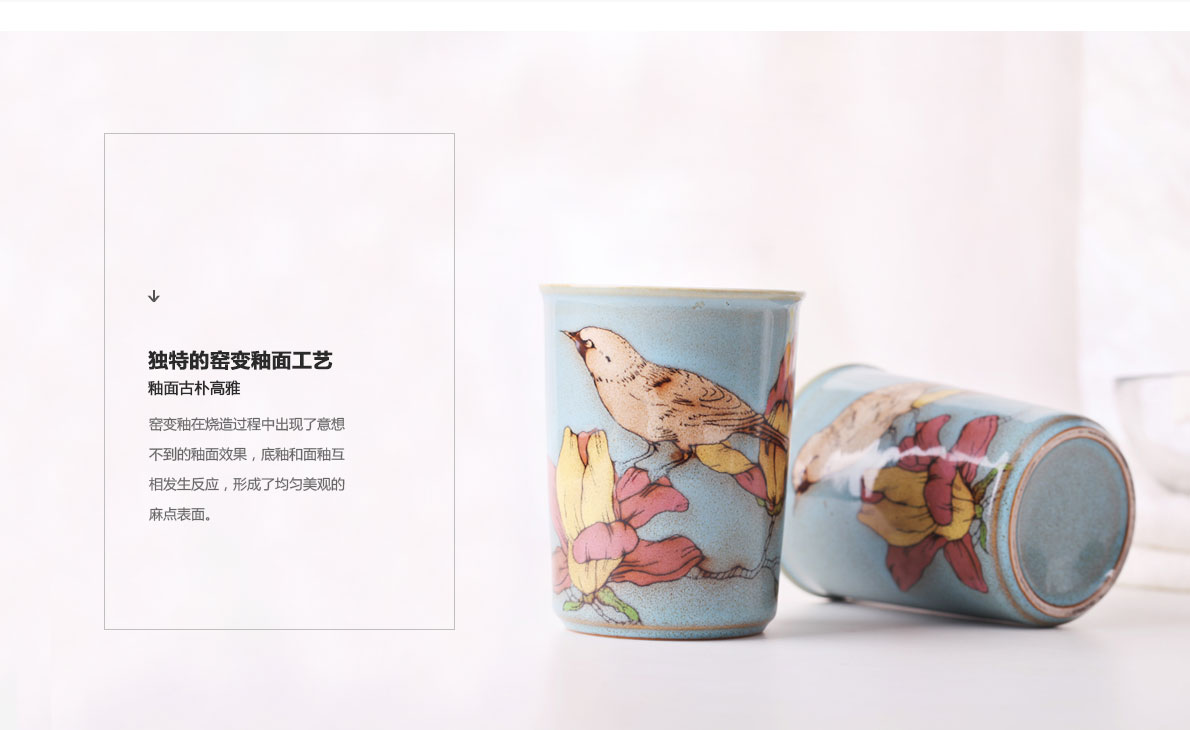 独特的窑变釉面工艺
釉面古朴高雅
窑变釉在烧造过程中出现了意想
不到的釉面效果，底釉和面釉互
相发生反应，形成了均匀美观的
麻点表面。